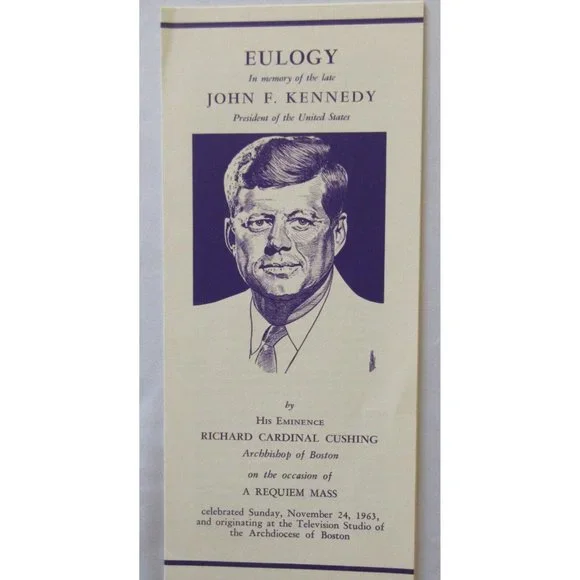 EULOGY
In memory of the late
JOHN F. KENNEDY
President of the United States
by
HIS EMINENCE
RICHARD CARDINAL CUSHING
Archbishop of Boston
on the occasion of
A REQUIEM MASS
celebrated Sunday, November 24, 1963,
and originating at the Television Studio of
the Archdiocese of Boston